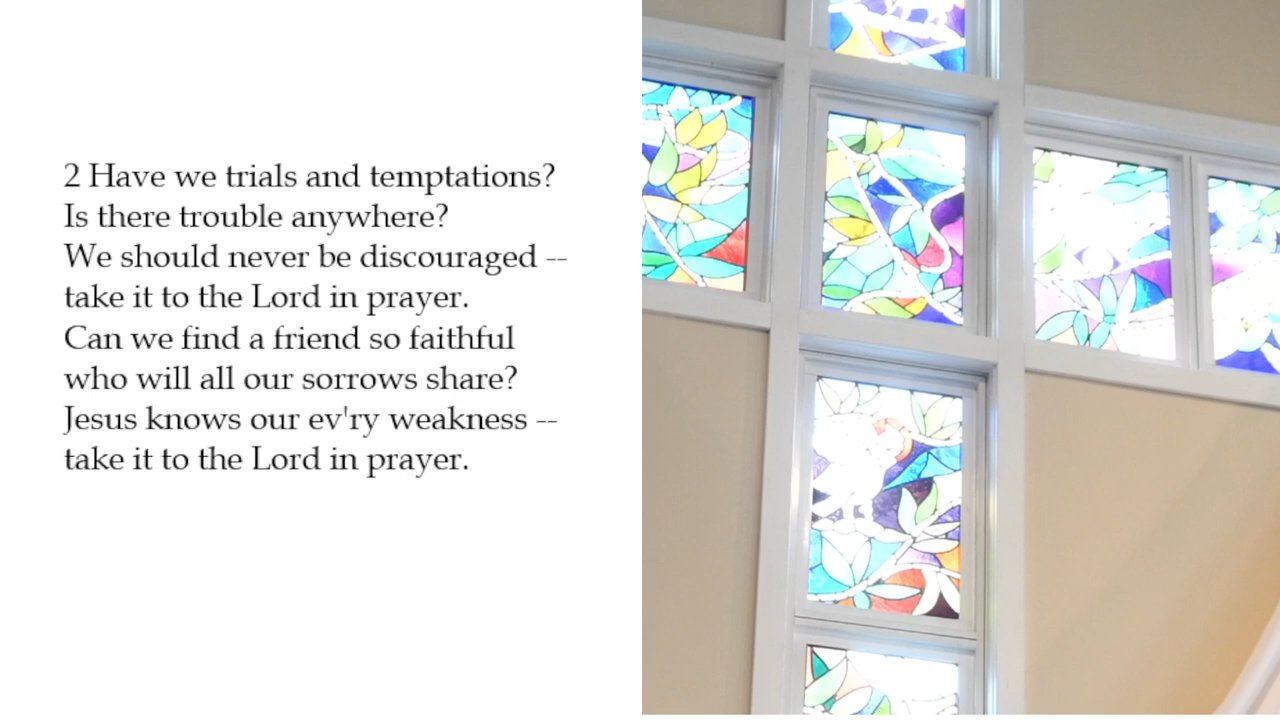 2 Have we trials and temptations?
Is there trouble anywhere?
We should never be discouraged --
take it to the Lord in prayer.
Can we find a friend so faithful
who will all our sorrows share?
Jesus knows our ev'ry weakness --
take it to the Lord in prayer.